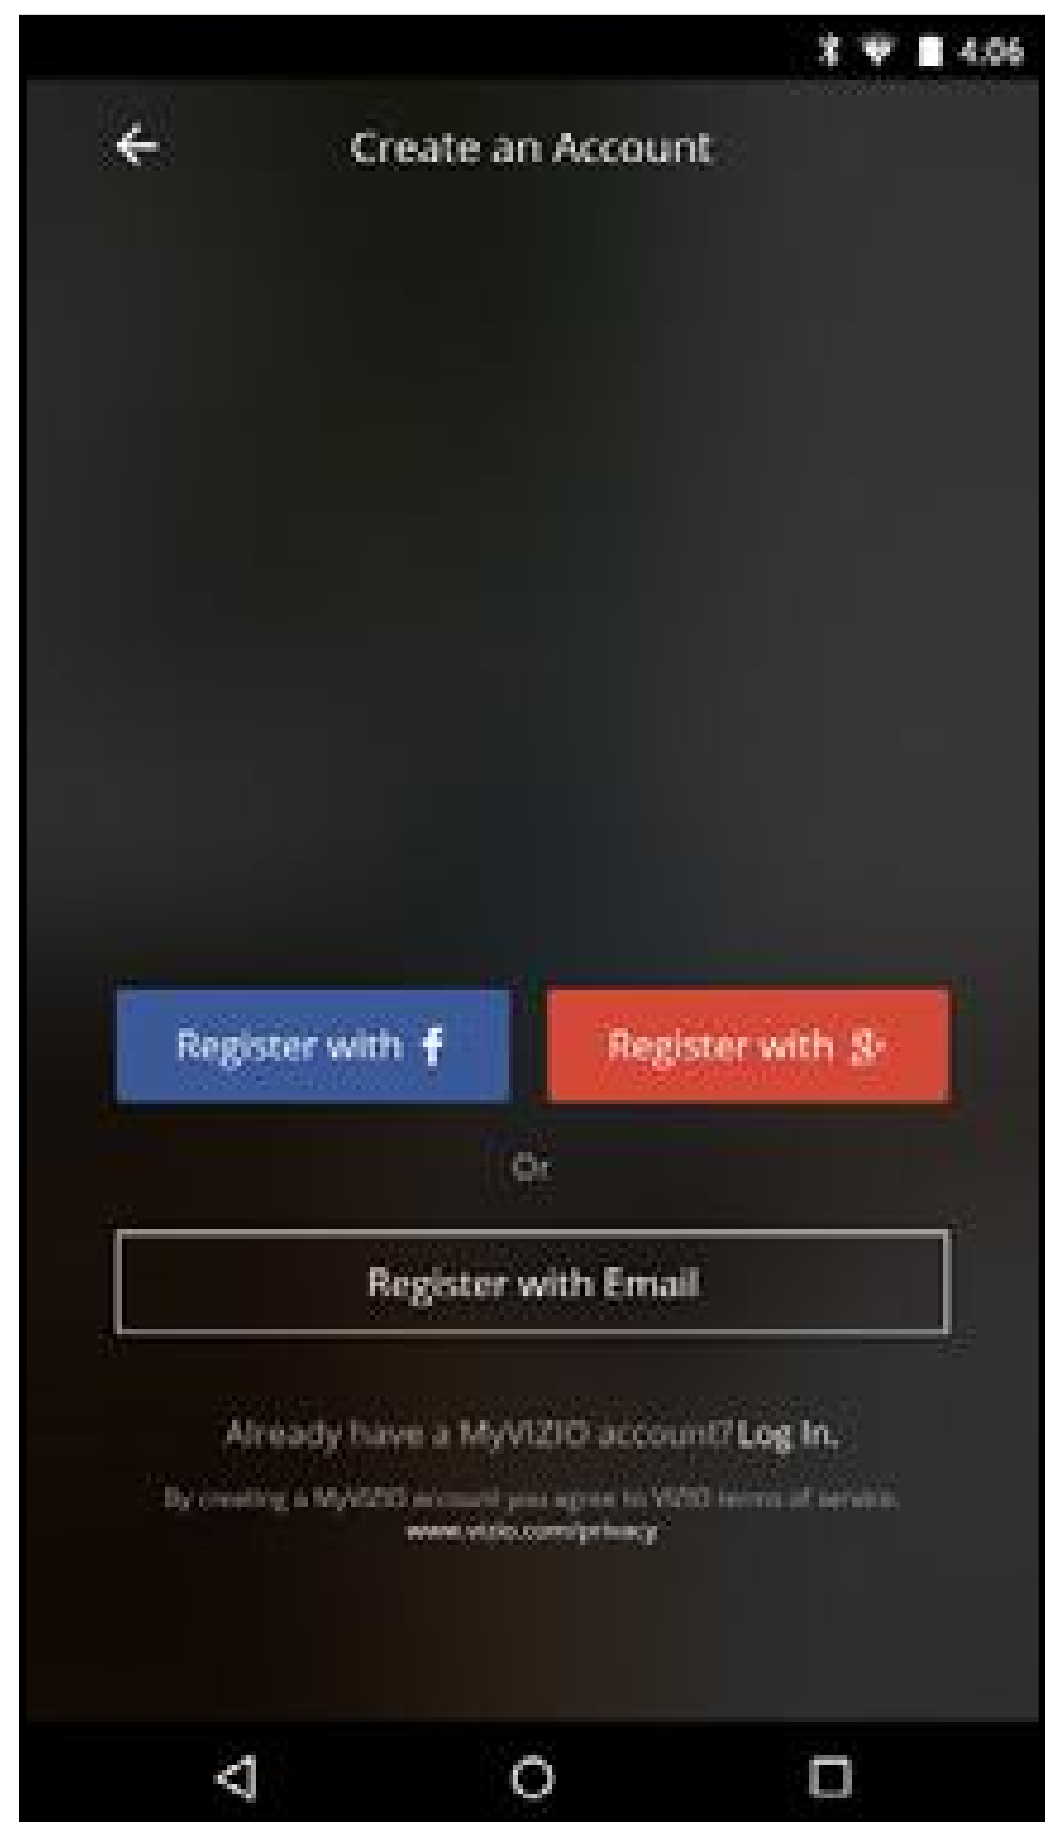 4:06
Create an Account
Register with f
Register with g+
Or
Register with Email
Already have a MyVIZIO account? Log In.
By creating a MyVIZIO account you agree to VIZIO terms of service.
www.vizio.com/privacy